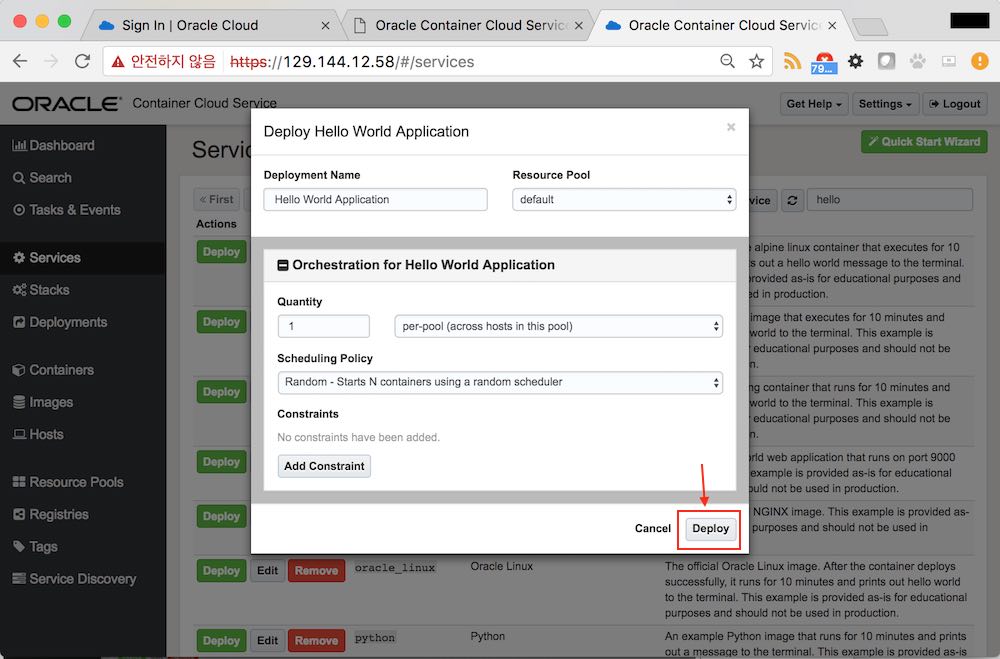 Sign In | Oracle Cloud
Oracle Container Cloud Service
Oracle Container Cloud Service
안전하지 않음 https://129.144.12.58/#/services
79...
ORACLE Container Cloud Service
Get Help
Settings
Logout
Dashboard
Search
Tasks & Events
Services
Stacks
Deployments
Containers
Images
Hosts
Resource Pools
Registries
Tags
Service Discovery
Servic
Quick Start Wizard
« First
vice
hello
Actions
Deploy
alpine linux container that executes for 10
ts out a hello world message to the terminal.
rovided as-is for educational purposes and
ed in production.
Deploy
image that executes for 10 minutes and
world to the terminal. This example is
educational purposes and should not be
n.
Deploy
ng container that runs for 10 minutes and
world to the terminal. This example is
educational purposes and should not be
n.
Deploy
rld web application that runs on port 9000
example is provided as-is for educational
uld not be used in production.
Deploy
NGINX image. This example is provided as-
purposes and should not be used in
Deploy Edit Remove oracle_linux Oracle Linux
The official Oracle Linux image. After the container deploys
successfully, it runs for 10 minutes and prints out hello world
to the terminal. This example is provided as-is for educational
purposes and should not be used in production.
Deploy Edit Remove python Python
An example Python image that runs for 10 minutes and prints
out a message to the terminal. This example is provided as-is
Deploy Hello World Application
Deployment Name
Hello World Application
Resource Pool
default
Orchestration for Hello World Application
Quantity
1
per-pool (across hosts in this pool)
Scheduling Policy
Random - Starts N containers using a random scheduler
Constraints
No constraints have been added.
Add Constraint
Cancel
Deploy